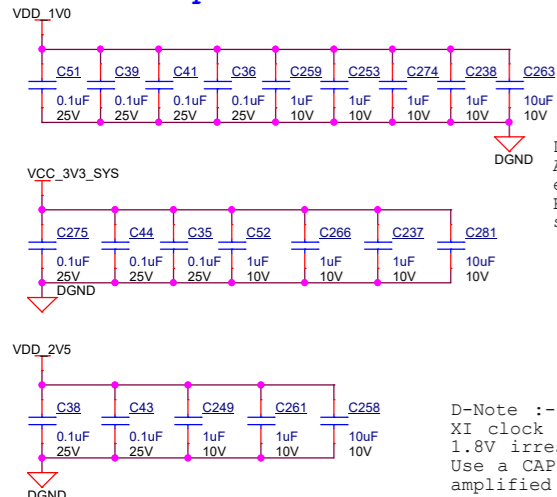 VDD_1V0
C51 C39 C41 C36 C259 C253 C274 C238 C263
0.1uF 0.1uF 0.1uF 0.1uF 1uF 1uF 1uF 1uF 10uF
25V 25V 25V 25V 10V 10V 10V 10V 10V
DGND
VCC_3V3_SYS
C275 C44 C35 C52 C266 C237 C281
0.1uF 0.1uF 0.1uF 1uF 1uF 1uF 10uF
25V 25V 25V 10V 10V 10V 10V
DGND
VDD_2V5
C38 C43 C249 C261 C258
0.1uF 0.1uF 1uF 1uF 10uF
25V 25V 10V 10V 10V
DGND
D-Note :-
XI clock
1.8V
Use a CAP
amplified